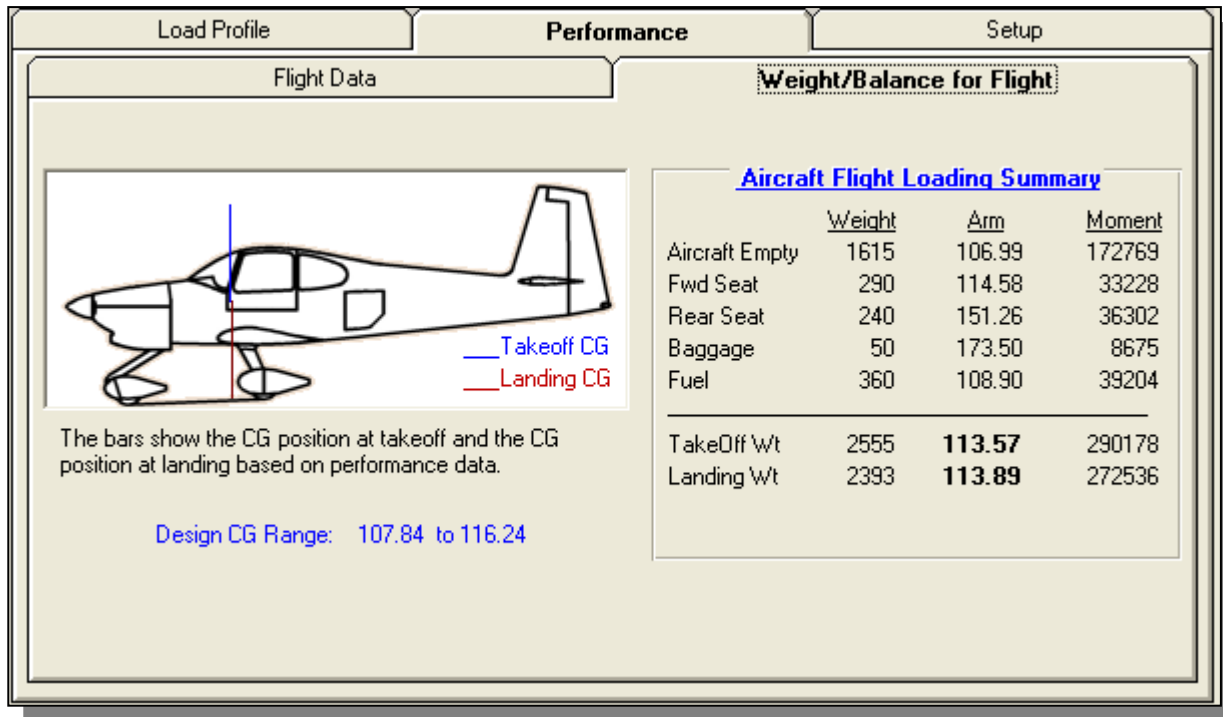 Load Profile Performance Setup
Flight Data Weight/Balance for Flight
___Takeoff CG
___Landing CG
The bars show the CG position at takeoff and the CG
position at landing based on performance data.
Design CG Range: 107.84 to 116.24
Aircraft Flight Loading Summary
Weight Arm Moment
Aircraft Empty 1615 106.99 172769
Fwd Seat 290 114.58 33228
Rear Seat 240 151.26 36302
Baggage 50 173.50 8675
Fuel 360 108.90 39204
TakeOff Wt 2555 113.57 290178
Landing Wt 2393 113.89 272536